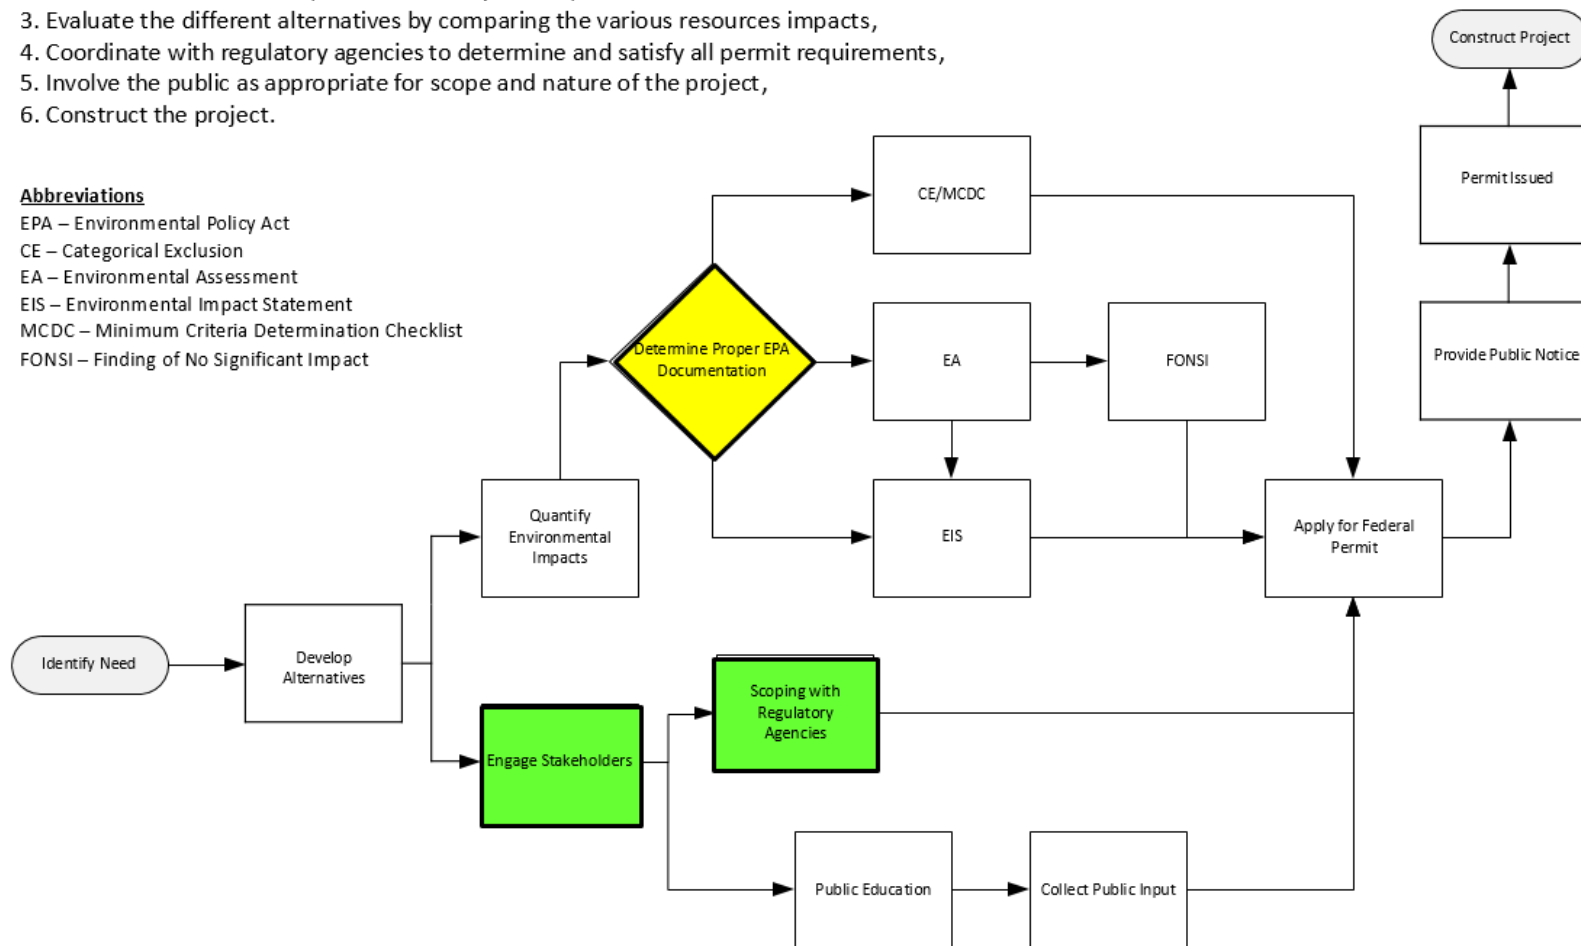 3. Evaluate the different alternatives by comparing the various resources impacts,
4. Coordinate with regulatory agencies to determine and satisfy all permit requirements,
5. Involve the public as appropriate for scope and nature of the project,
6. Construct the project.
Abbreviations
EPA – Environmental Policy Act
CE – Categorical Exclusion
EA – Environmental Assessment
EIS – Environmental Impact Statement
MCDC – Minimum Criteria Determination Checklist
FONSI – Finding of No Significant Impact
Construct Project
Permit Issued
Provide Public Notice
CE/MCDC
Determine Proper EPA
Documentation
EA
FONSI
Quantify
Environmental
Impacts
EIS
Apply for Federal
Permit
Identify Need
Develop
Alternatives
Engage Stakeholders
Scoping with
Regulatory
Agencies
Public Education
Collect Public Input